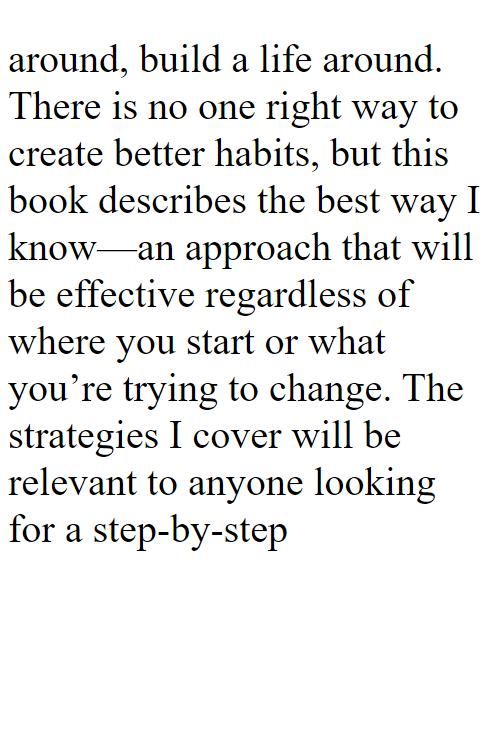 around, build a life around.
There is no one right way to
create better habits, but this
book describes the best way I
know—an approach that will
be effective regardless of
where you start or what
you’re trying to change. The
strategies I cover will be
relevant to anyone looking
for a step-by-step